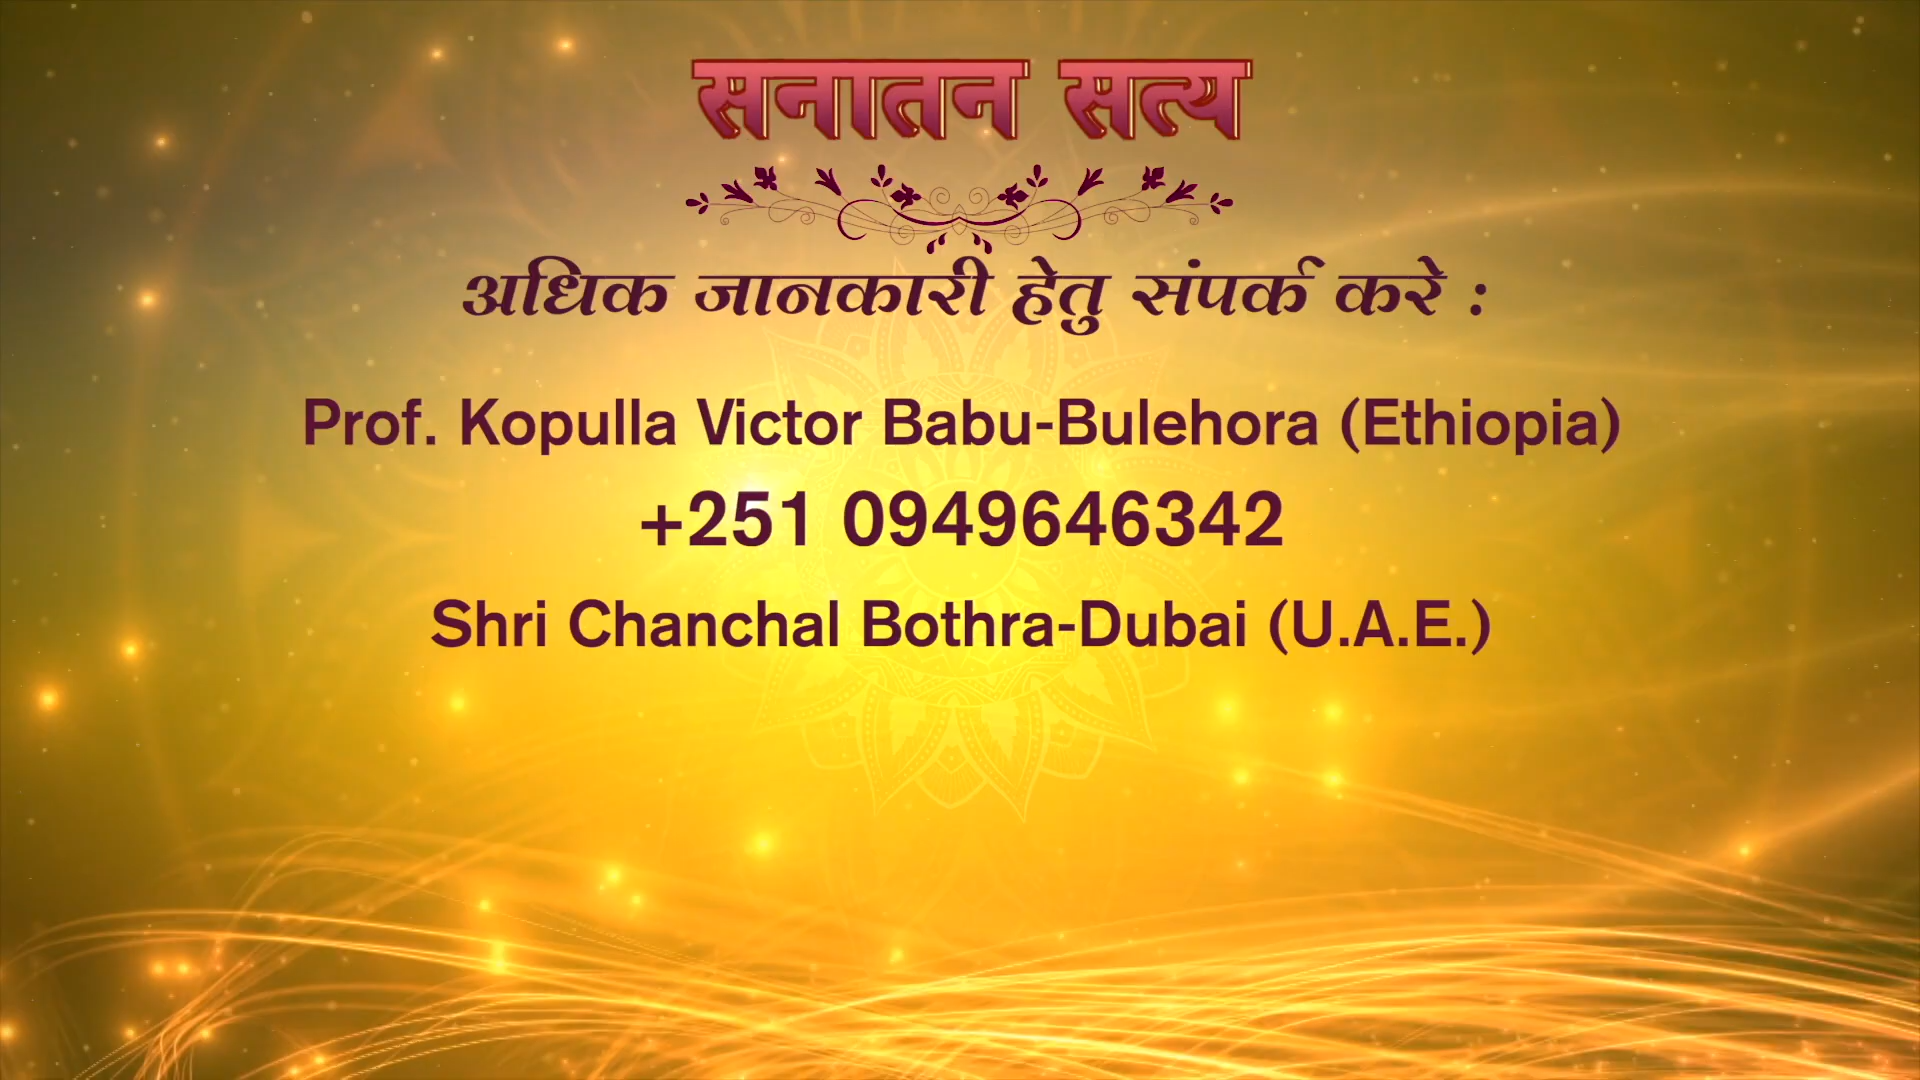 सनातन सत्य
अधिक जानकारी हेतु संपर्क करे :
Prof. Kopulla Victor Babu-Bulehora (Ethiopia)
+251 0949646342
Shri Chanchal Bothra-Dubai (U.A.E.)